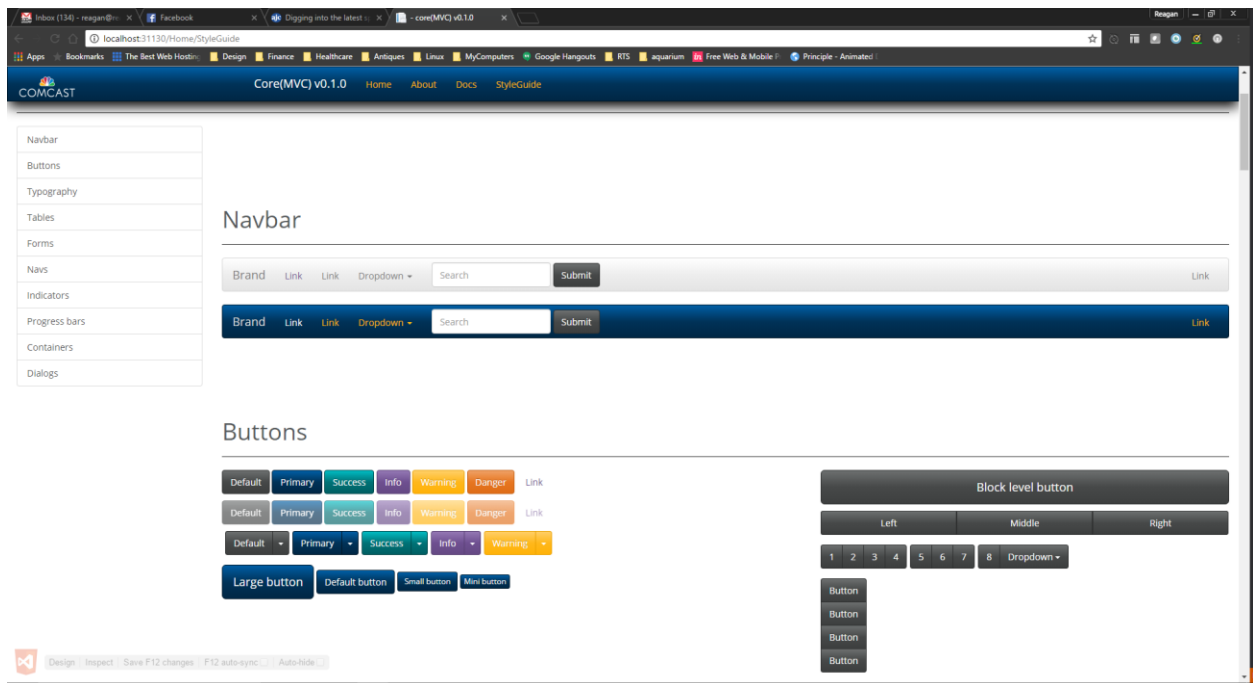 Inbox (134) - reagan@re Facebook Digging into the latest - core(MVC) v0.1.0 Reagan
localhost:31130/Home/StyleGuide
Apps Bookmarks The Best Web Hosting Design Finance Healthcare Antiques Linux MyComputers Google Hangouts RTS aquarium Free Web & Mobile Principle - Animated
COMCAST Core(MVC) v0.1.0 Home About Docs StyleGuide
Navbar
Buttons
Typography
Tables
Forms
Navs
Indicators
Progress bars
Containers
Dialogs
Navbar
Brand Link Link Dropdown Search Submit Link
Brand Link Link Dropdown Search Submit Link
Buttons
Default Primary Success Info Warning Danger Link
Default Primary Success Info Warning Danger Link
Default Primary Success Info Warning
Large button Default button Small button Mini button
Block level button
Left Middle Right
1 2 3 4 5 6 7 8 Dropdown
Button
Button
Button
Button
Design Inspect Save F12 changes F12 auto-sync Auto-hide